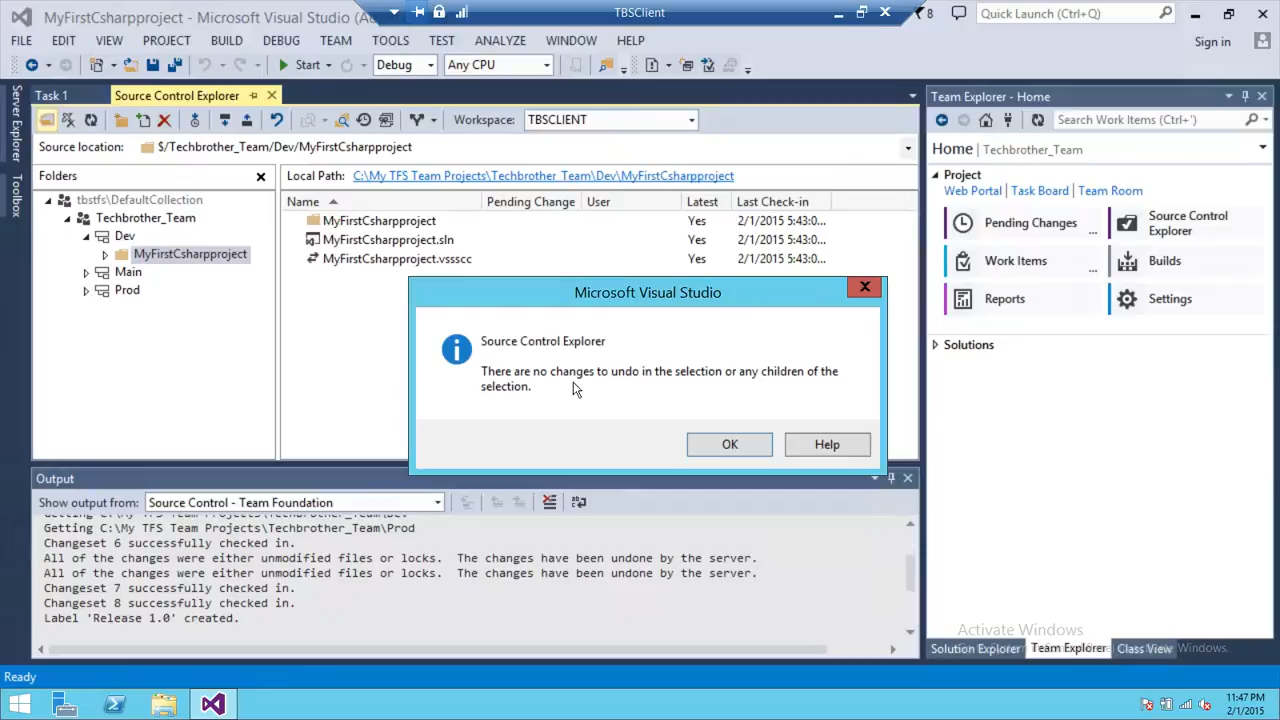 MyFirstCsharpproject - Microsoft Visual Studio (A
TBSClient
8
Quick Launch (Ctrl+Q)
FILE EDIT VIEW PROJECT BUILD DEBUG TEAM TOOLS TEST ANALYZE WINDOW HELP
Sign in
Start
Debug
Any CPU
Server Explorer
Toolbox
Task 1
Source Control Explorer
Workspace:
TBSCLIENT
Source location:
$/Techbrother_Team/Dev/MyFirstCsharpproject
Folders
tbstfs\DefaultCollection
Techbrother_Team
Dev
MyFirstCsharpproject
Main
Prod
Local Path: C:\My TFS Team Projects\Techbrother_Team\Dev\MyFirstCsharpproject
Name Pending Change User Latest Last Check-in
MyFirstCsharpproject Yes 2/1/2015 5:43:0...
MyFirstCsharpproject.sln Yes 2/1/2015 5:43:0...
MyFirstCsharpproject.vssscc Yes 2/1/2015 5:43:0...
Microsoft Visual Studio
Source Control Explorer
There are no changes to undo in the selection or any children of the
selection.
OK
Help
Team Explorer - Home
Search Work Items (Ctrl+')
Home | Techbrother_Team
Project
Web Portal | Task Board | Team Room
Pending Changes
Source Control
Explorer
Work Items
Builds
Reports
Settings
Solutions
Output
Show output from: Source Control - Team Foundation
Getting C:\My TFS Team Projects\Techbrother_Team\Dev
Getting C:\My TFS Team Projects\Techbrother_Team\Prod
Changeset 6 successfully checked in.
All of the changes were either unmodified files or locks. The changes have been undone by the server.
All of the changes were either unmodified files or locks. The changes have been undone by the server.
Changeset 7 successfully checked in.
Changeset 8 successfully checked in.
Label 'Release 1.0' created.
Activate Windows
Windows.
Solution Explorer
Team Explorer
Class View
Ready
11:47 PM
2/1/2015